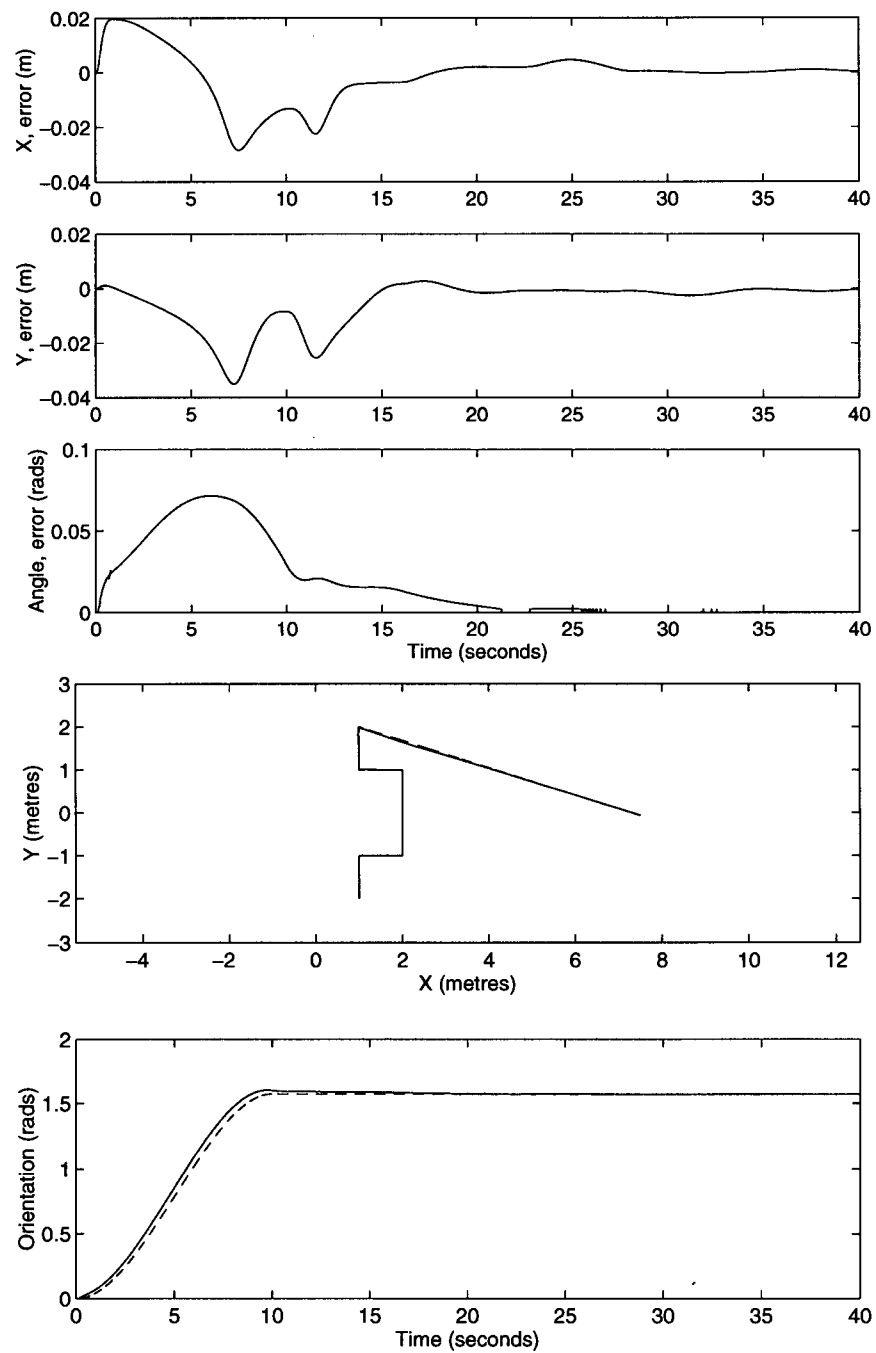 X, error (m)
0.02
0
−0.02
−0.04
0 5 10 15 20 25 30 35 40
Y, error (m)
0.02
0
−0.02
−0.04
0 5 10 15 20 25 30 35 40
Angle, error (rads)
0.1
0.05
0
0 5 10 15 20 25 30 35 40
Time (seconds)
Y (metres)
3
2
1
0
−1
−2
−3
−4 −2 0 2 4 6 8 10 12
X (metres)
Orientation (rads)
2
1.5
1
0.5
0
0 5 10 15 20 25 30 35 40
Time (seconds)